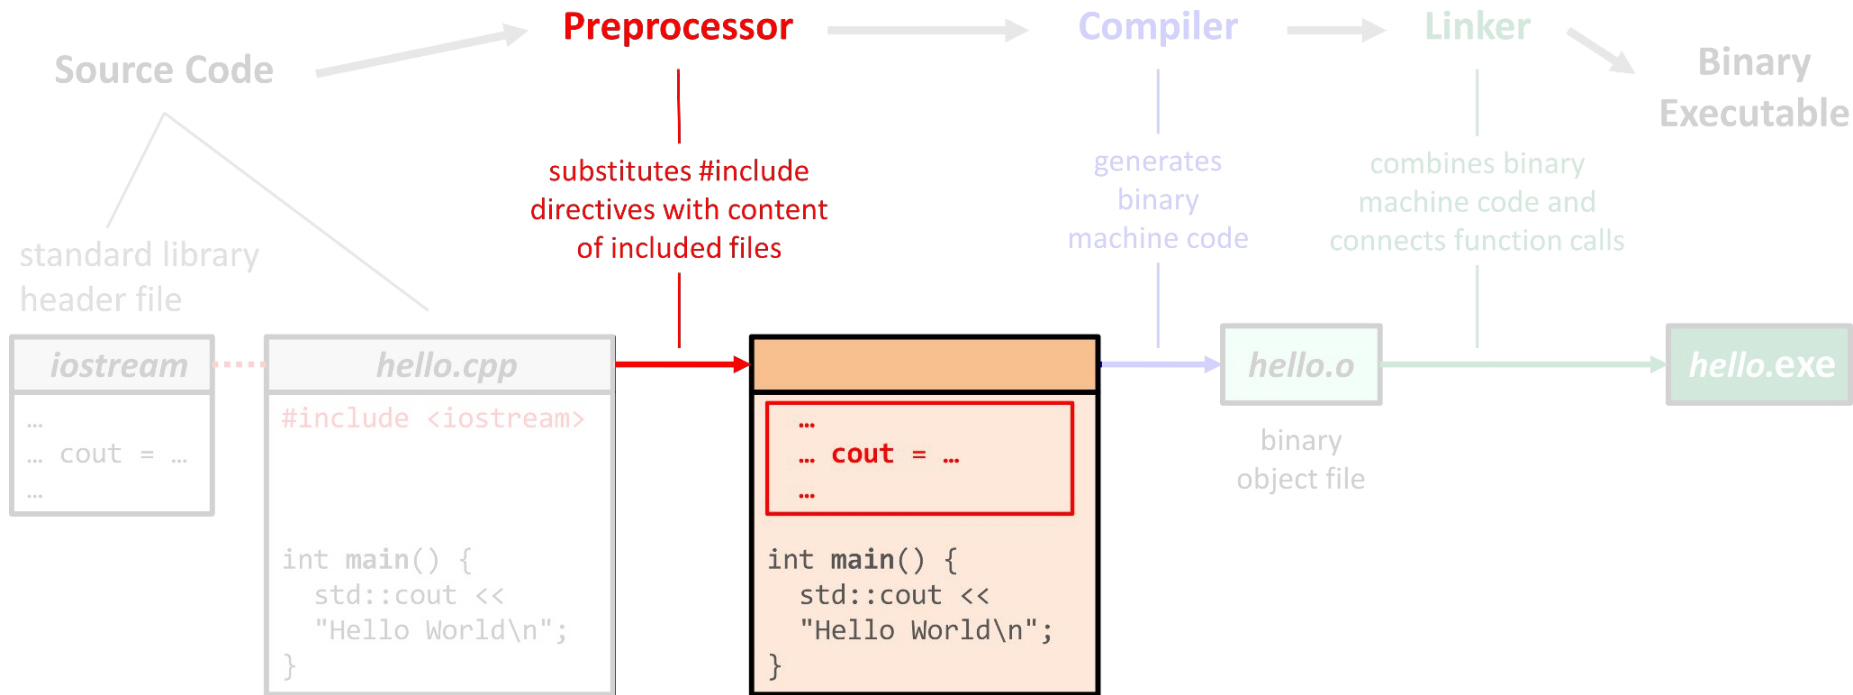 Source Code
Preprocessor
Compiler
Linker
Binary
Executable
substitutes #include
directives with content
of included files
generates
binary
machine code
combines binary
machine code and
connects function calls
standard library
header file
iostream
…
… cout = …
…
hello.cpp
#include <iostream>
int main() {
  std::cout <<
  "Hello World\n";
}
…
… cout = …
…
int main() {
  std::cout <<
  "Hello World\n";
}
hello.o
binary
object file
hello.exe